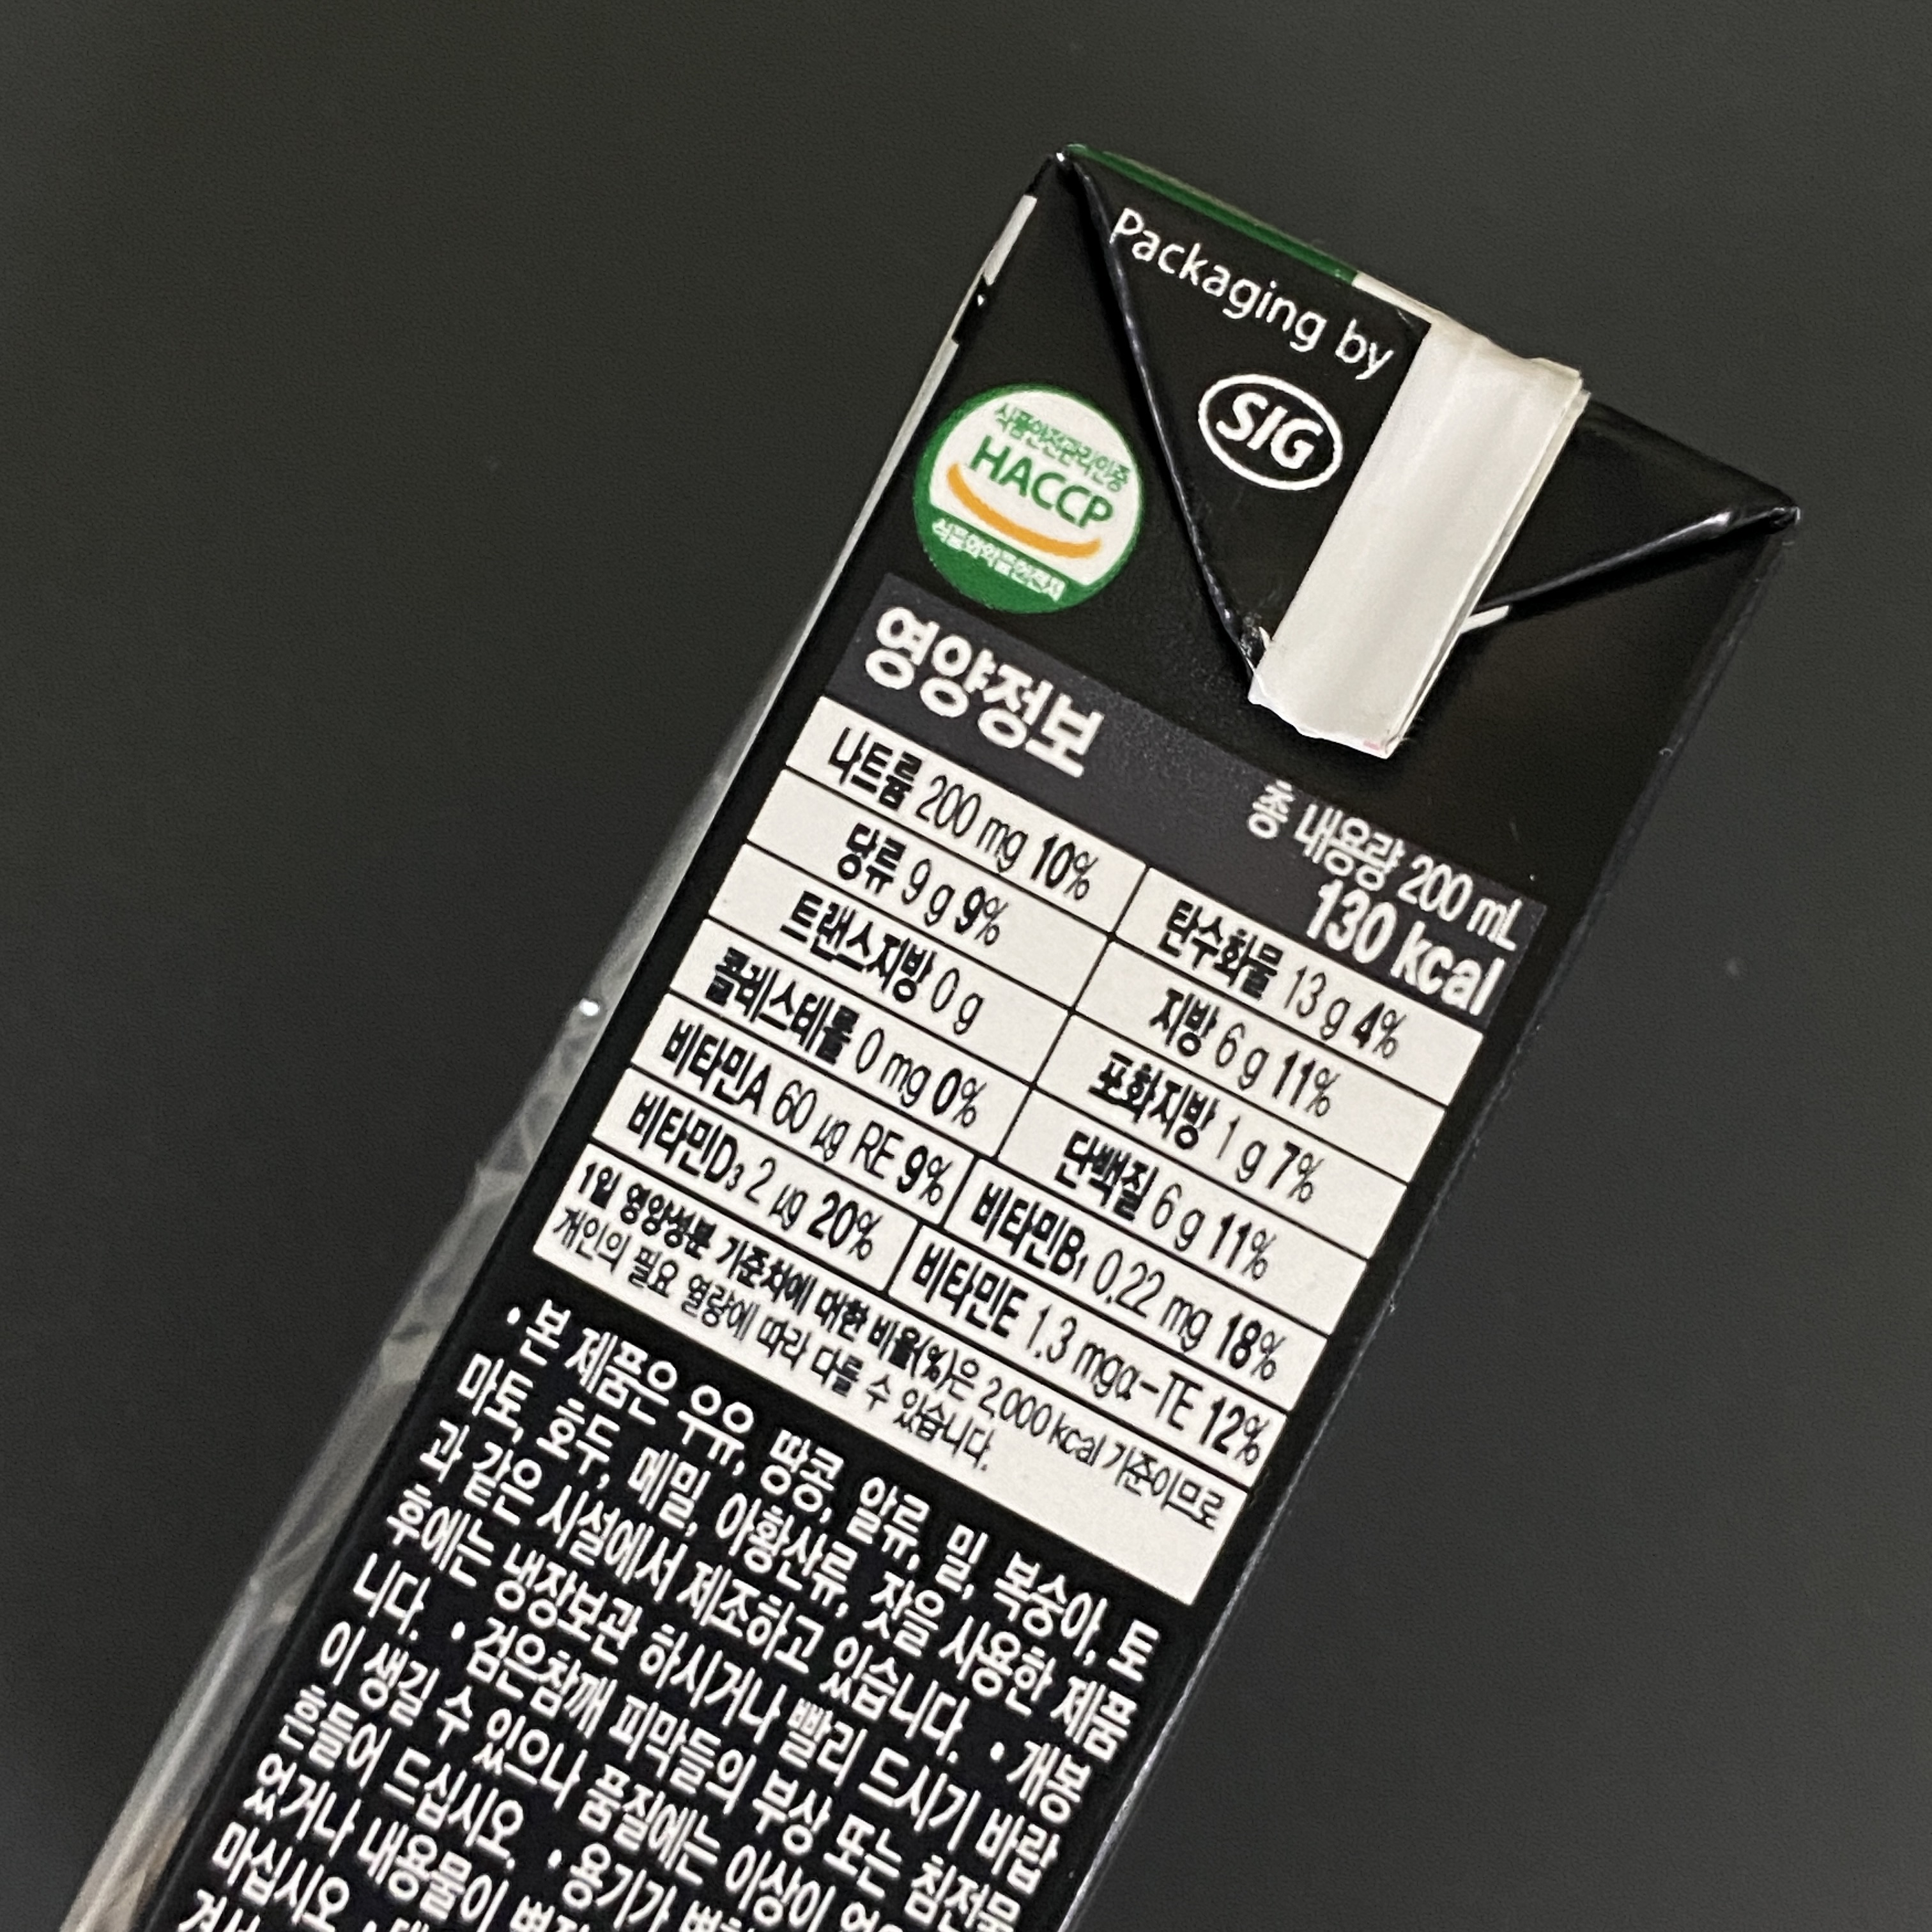 Packaging by
SIG
식품안전관리인증
HACCP
식품의약품안전처
영양정보
총 내용량 200 mL
130 kcal
나트륨 200 mg 10%
탄수화물 13 g 4%
당류 9 g 9%
지방 6 g 11%
트랜스지방 0 g
포화지방 1 g 7%
콜레스테롤 0 mg 0%
단백질 6 g 11%
비타민A 60 μg RE 9%
비타민B₁ 0.22 mg 18%
비타민D₃ 2 μg 20%
비타민E 1.3 mgα-TE 12%
1일 영양성분 기준치에 대한 비율(%)은 2,000 kcal 기준이므로
개인의 필요 열량에 따라 다를 수 있습니다.
•본 제품은 우유, 땅콩, 알류, 밀, 복숭아, 토
마토, 호두, 메밀, 아황산류, 잣을 사용한 제품
과 같은 시설에서 제조하고 있습니다. •개봉
후에는 냉장보관 하시거나 빨리 드시기 바랍
니다. •검은참깨 피막들의 부상 또는 침전물
이 생길 수 있으나 품질에는 이상이
흔들어 드십시오. •용기가
었거나 내용물이
마십시오